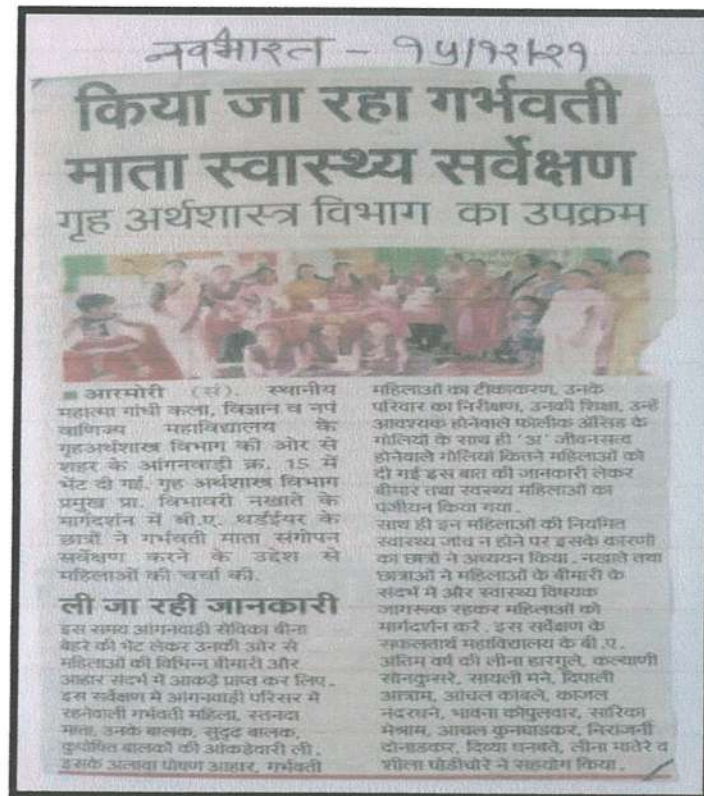 नवभारत - १५/१२/२१
किया जा रहा गर्भवती
माता स्वास्थ्य सर्वेक्षण
गृह अर्थशास्त्र विभाग का उपक्रम
■ आरमोरी (सं). स्थानीय
महात्मा गांधी कला, विज्ञान व नपं
वाणिज्य महाविद्यालय के
गृहअर्थशास्त्र विभाग की ओर से
शहर के आंगनवाड़ी क्र. 15 में
भेंट दी गई. गृह अर्थशास्त्र विभाग
प्रमुख प्रा. विभावरी नखाते के
मार्गदर्शन में बी.ए. थर्डईयर के
छात्रों ने गर्भवती माता संगोपन
सर्वेक्षण करने के उद्देश से
महिलाओं की चर्चा की.
ली जा रही जानकारी
इस समय आंगनवाड़ी सेविका बीना
बेहरे की भेंट लेकर उनकी ओर से
महिलाओं की विभिन्न बीमारी और
आहार संदर्भ में आकड़े प्राप्त कर लिए.
इस सर्वेक्षण में आंगनवाड़ी परिसर में
रहनेवाली गर्भवती महिला, स्तनदा
माता, उनके बालक, सुदृढ बालक,
कुपोषित बालकों की आंकडेवारी ली.
इसके अलावा पोषण आहार, गर्भवती
महिलाओं का टीकाकरण, उनके
परिवार का निरीक्षण, उनकी शिक्षा, उन्हें
आवश्यक होनेवाले फोलीक ॲसिड के
गोलियों के साथ ही 'अ' जीवनसत्व
होनेवाले गोलियां कितने महिलाओं को
दी गई इस बात की जानकारी लेकर
बीमार तथा स्वस्थ्य महिलाओं का
पंजीयन किया गया.
साथ ही इन महिलाओं की नियमित
स्वास्थ्य जांच न होने पर इसके कारणों
का छात्रों ने अध्ययन किया. नखाते तथा
छात्राओं ने महिलाओं के बीमारी के
संदर्भ में और स्वास्थ्य विषयक
जागरूक रहकर महिलाओं को
मार्गदर्शन करे. इस सर्वेक्षण के
सफलतार्थ महाविद्यालय के बी.ए.
अंतिम वर्ष की लीना हारगुले, कल्याणी
सोनकुसरे, सायली मने, दिपाली
आत्राम, आंचल कांबले, काजल
नंदरधने, भावना कोपुलवार, सारिका
मेश्राम, आचल कुनघाडकर, निरांजनी
दोनाडकर, दिव्या घनबते, लीना मातेरे व
शीला पोडीचोरे ने सहयोग किया.